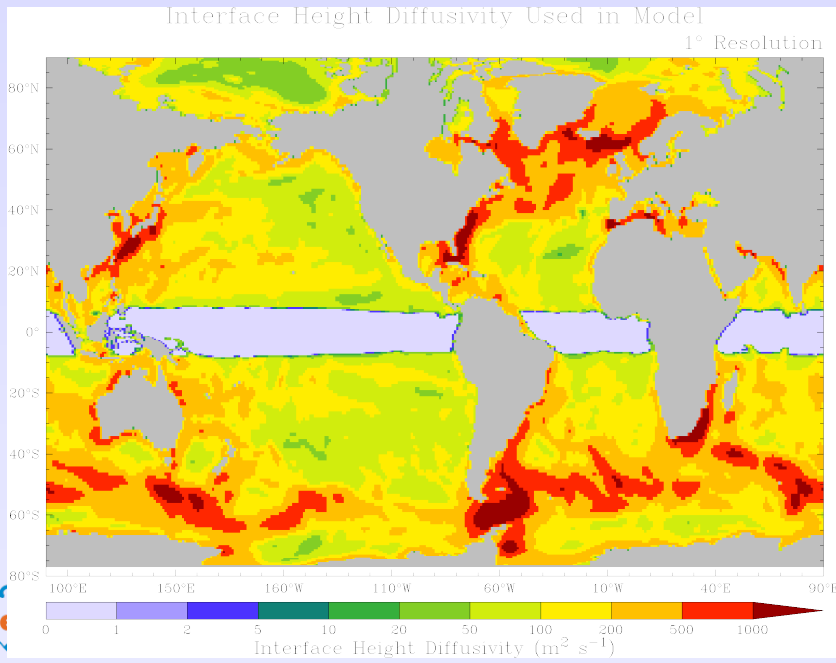 Interface Height Diffusivity Used in Model
1° Resolution
80°N
60°N
40°N
20°N
0°
20°S
40°S
60°S
80°S
100°E 150°E 160°W 110°W 60°W 10°W 40°E 90°E
0 1 2 5 10 20 50 100 200 500 1000
Interface Height Diffusivity (m² s⁻¹)